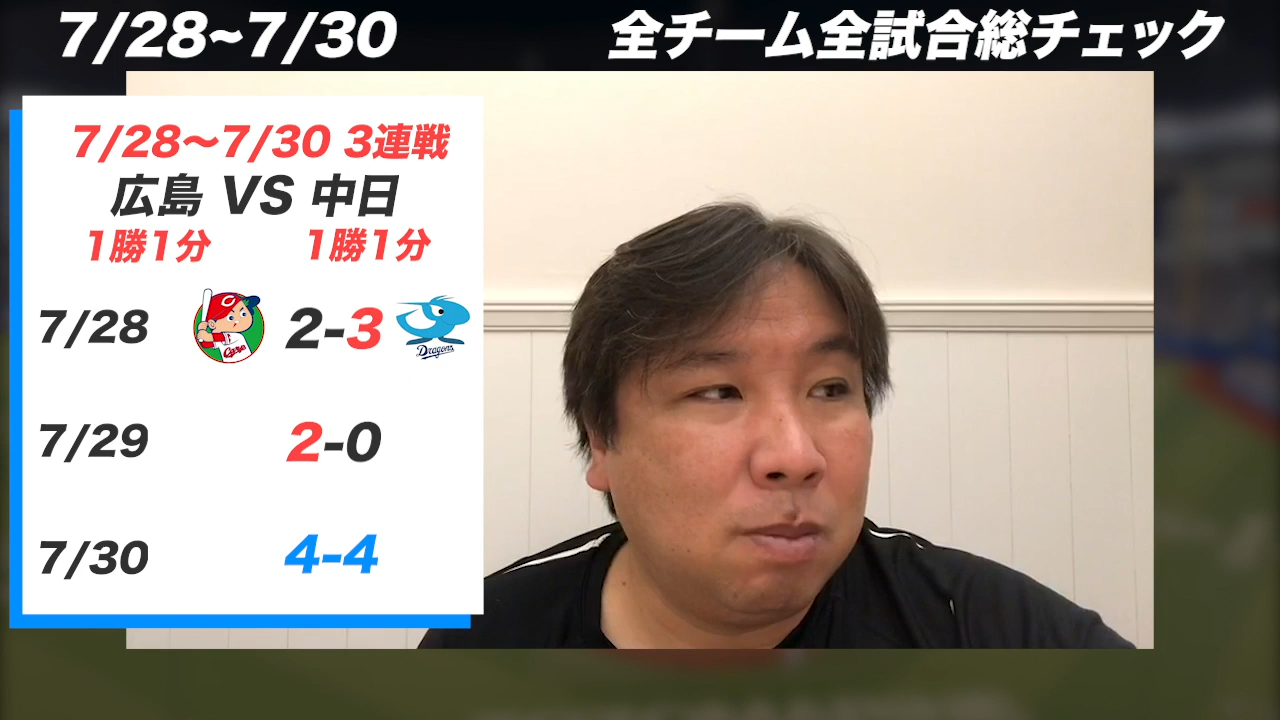 7/28~7/30 全チーム全試合総チェック
7/28～7/30 3連戦
広島 VS 中日
1勝1分 1勝1分
7/28 C Carp 2-3 Dragons
7/29 2-0
7/30 4-4